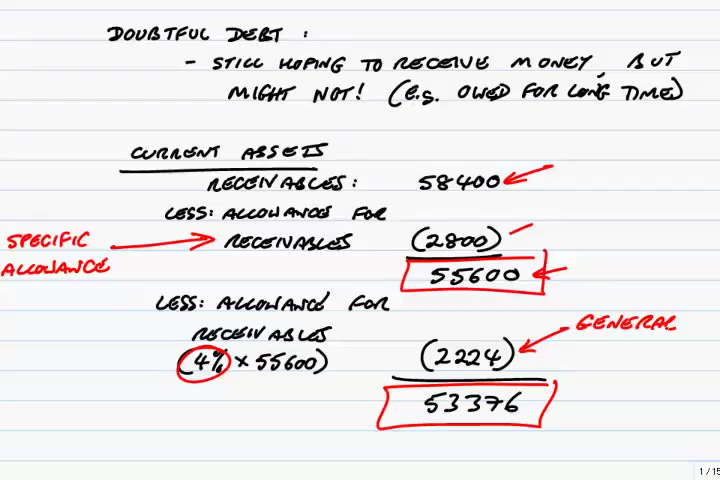 DOUBTFUL DEBT :
- STILL HOPING TO RECEIVE MONEY, BUT
MIGHT NOT! (e.g. OWED FOR LONG TIME)
CURRENT ASSETS
RECEIVABLES: 58400
LESS: ALLOWANCE FOR
SPECIFIC ALLOWANCE
RECEIVABLES (2800)
55600
LESS: ALLOWANCE FOR
RECEIVABLES
GENERAL
(4% × 55600) (2224)
53376
1 / 15